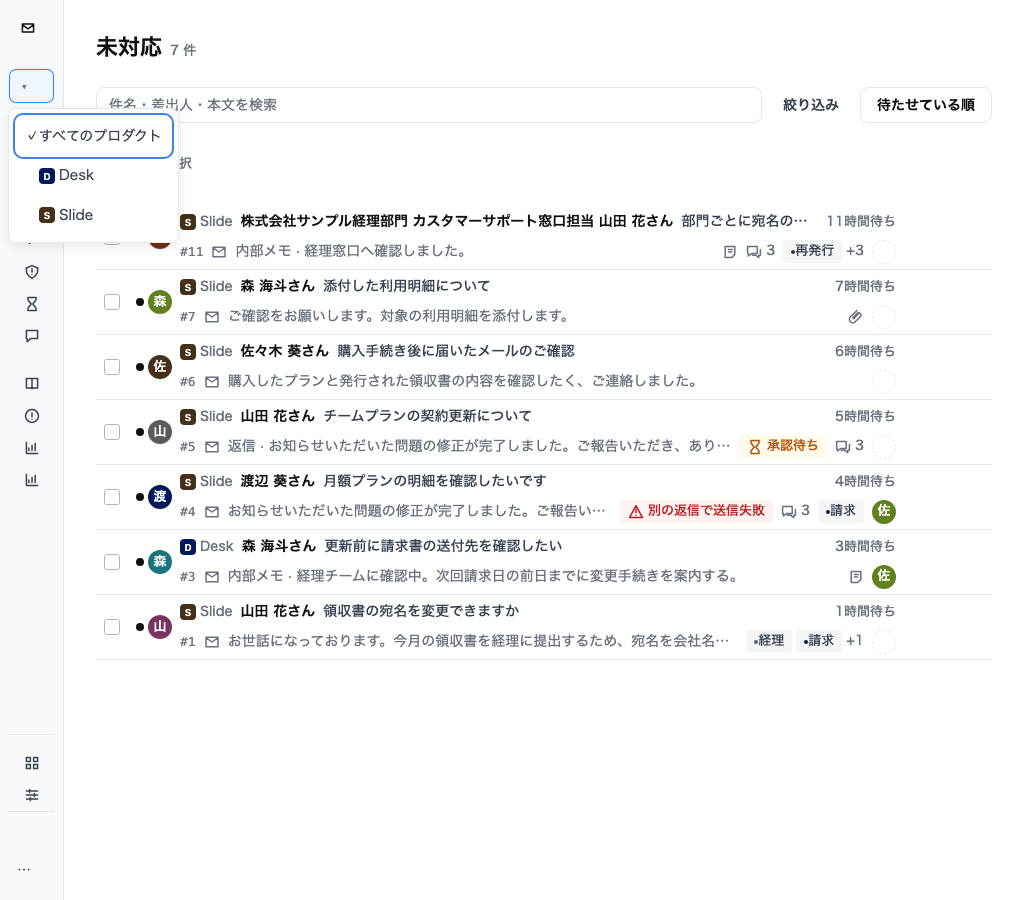 未対応 7 件
件名・差出人・本文を検索
絞り込み
待たせている順
✓すべてのプロダクト
D Desk
S Slide
択
S Slide 株式会社サンプル経理部門 カスタマーサポート窓口担当 山田 花さん 部門ごとに宛名の… 11時間待ち
#11 内部メモ · 経理窓口へ確認しました。 3 •再発行 +3
森 S Slide 森 海斗さん 添付した利用明細について 7時間待ち
#7 ご確認をお願いします。対象の利用明細を添付します。
佐 S Slide 佐々木 葵さん 購入手続き後に届いたメールのご確認 6時間待ち
#6 購入したプランと発行された領収書の内容を確認したく、ご連絡しました。
山 S Slide 山田 花さん チームプランの契約更新について 5時間待ち
#5 返信 · お知らせいただいた問題の修正が完了しました。ご報告いただき、あり… 承認待ち 3
渡 S Slide 渡辺 葵さん 月額プランの明細を確認したいです 4時間待ち
#4 お知らせいただいた問題の修正が完了しました。ご報告い… 別の返信で送信失敗 3 •請求 佐
森 D Desk 森 海斗さん 更新前に請求書の送付先を確認したい 3時間待ち
#3 内部メモ · 経理チームに確認中。次回請求日の前日までに変更手続きを案内する。 佐
山 S Slide 山田 花さん 領収書の宛名を変更できますか 1時間待ち
#1 お世話になっております。今月の領収書を経理に提出するため、宛名を会社名… •経理 •請求 +1
…